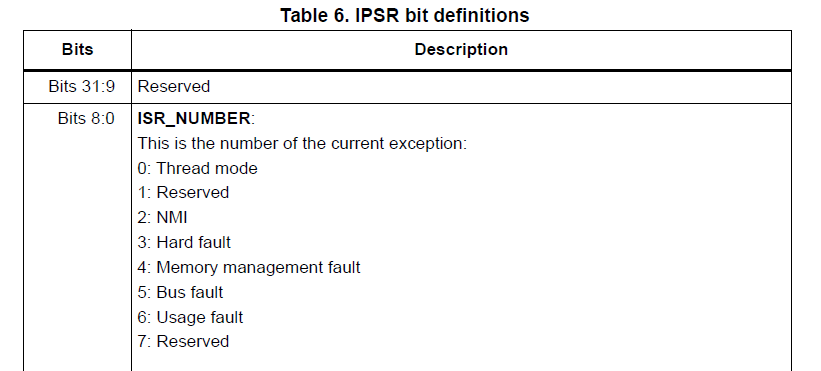 Table 6. IPSR bit definitions
Bits Description
Bits 31:9 Reserved
Bits 8:0 ISR_NUMBER:
This is the number of the current exception:
0: Thread mode
1: Reserved
2: NMI
3: Hard fault
4: Memory management fault
5: Bus fault
6: Usage fault
7: Reserved